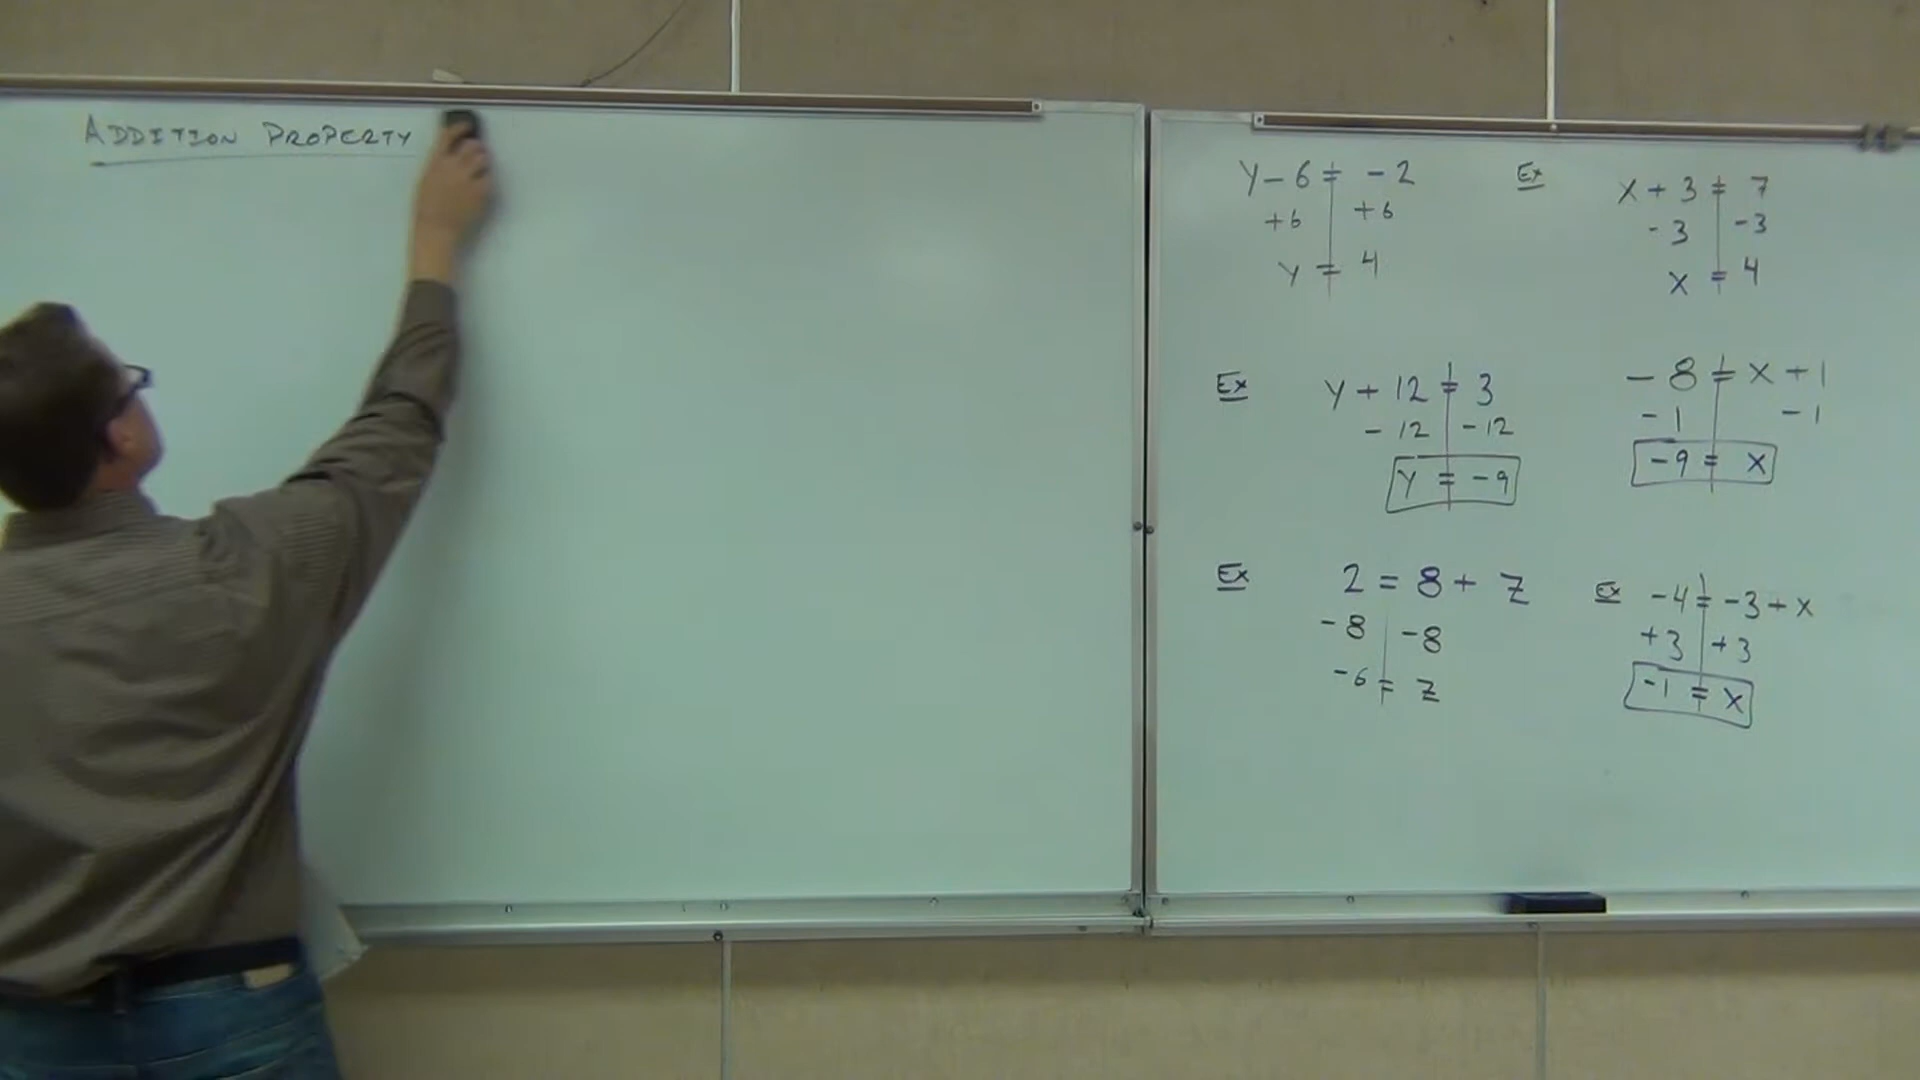 ADDITION PROPERTY
Y - 6 = - 2
+6 +6
Y = 4
Ex X + 3 = 7
- 3 - 3
X = 4
Ex Y + 12 = 3
- 12 - 12
Y = - 9
- 8 = X + 1
- 1 - 1
- 9 = X
Ex 2 = 8 + Z
- 8 - 8
- 6 = Z
Ex - 4 = - 3 + X
+ 3 + 3
- 1 = X